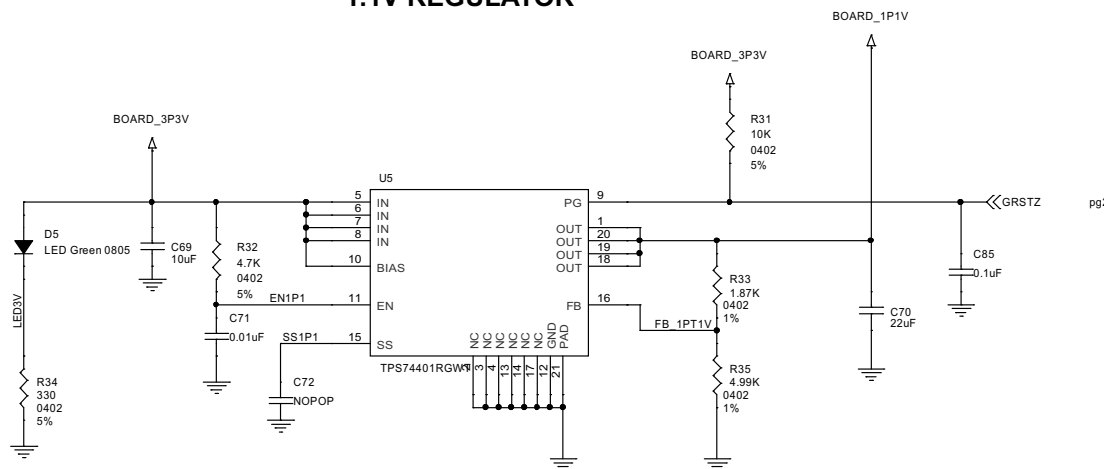 1.1V REGULATOR
BOARD_1P1V
BOARD_3P3V
BOARD_3P3V
R31
10K
0402
5%
U5
5 IN
6 IN
7 IN
8 IN
10 BIAS
11 EN
15 SS
PG 9
OUT 1
OUT 20
OUT 19
OUT 18
FB 16
GRSTZ
D5
LED Green 0805
LED3V
C69
10uF
R32
4.7K
0402
5%
EN1P1
C71
0.01uF
SS1P1
C72
NOPOP
R34
330
0402
5%
NC NC NC NC NC NC GND PAD
3 4 13 14 17 12 21
R33
1.87K
0402
1%
FB_1PT1V
R35
4.99K
0402
1%
C70
22uF
C85
0.1uF